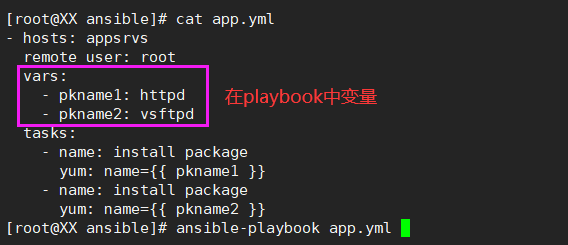 [root@XX ansible]# cat app.yml
- hosts: appsrvs
  remote user: root
  vars:
    - pkname1: httpd
    - pkname2: vsftpd
在playbook中变量
  tasks:
    - name: install package
      yum: name={{ pkname1 }}
    - name: install package
      yum: name={{ pkname2 }}
[root@XX ansible]# ansible-playbook app.yml